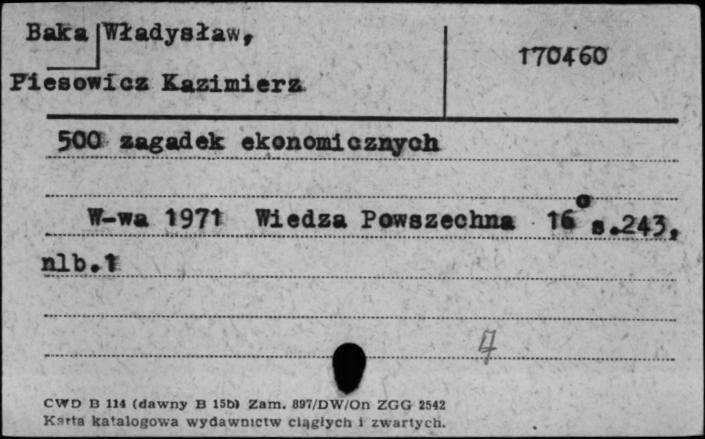 Baka Władysław,
170460
Piesowicz Kazimierz
500 zagadek ekonomicznych
W-wa 1971 Wiedza Powszechna 16° s.243,
nlb.1
4
CWD B 114 (dawny B 15b) Zam. 897/DW/On ZGG 2542
Karta katalogowa wydawnictw ciągłych i zwartych.